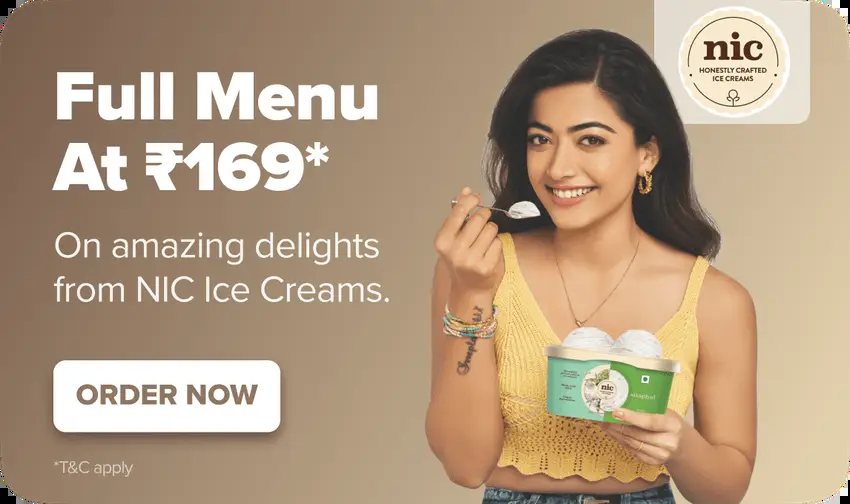 Full Menu
At ₹169*
On amazing delights
from NIC Ice Creams.
ORDER NOW
*T&C apply
nic
HONESTLY CRAFTED
ICE CREAMS
nic